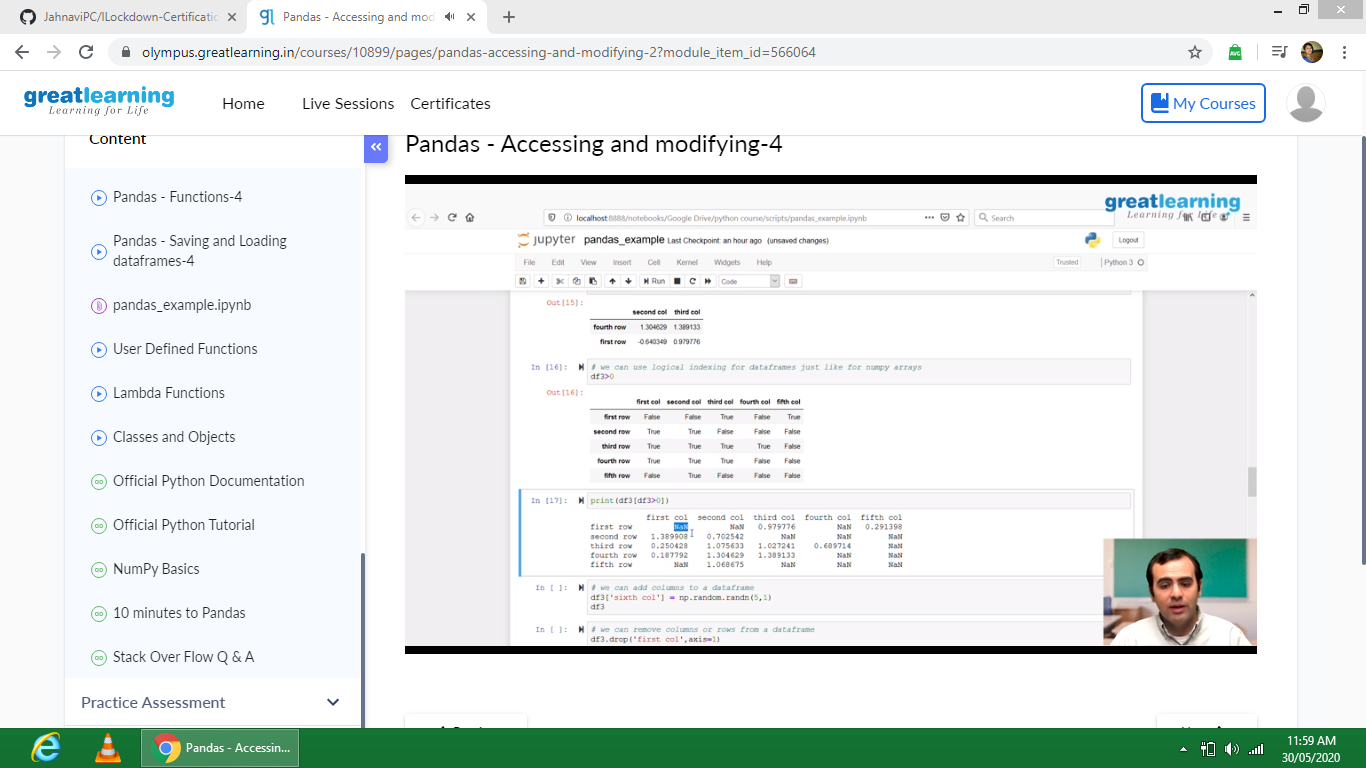 JahnaviPC/ILockdown-Certificatic
Pandas - Accessing and mod
olympus.greatlearning.in/courses/10899/pages/pandas-accessing-and-modifying-2?module_item_id=566064
AVG
greatlearning
Learning for Life
Home
Live Sessions
Certificates
My Courses
Content
Pandas - Functions-4
Pandas - Saving and Loading
dataframes-4
pandas_example.ipynb
User Defined Functions
Lambda Functions
Classes and Objects
Official Python Documentation
Official Python Tutorial
NumPy Basics
10 minutes to Pandas
Stack Over Flow Q & A
Practice Assessment
Pandas - Accessing and modifying-4
greatlearning
Learning for Life
localhost:8888/notebooks/Google Drive/python course/scripts/pandas_example.ipynb
Search
jupyter pandas_example Last Checkpoint: an hour ago (unsaved changes)
Logout
File Edit View Insert Cell Kernel Widgets Help
Trusted Python 3
Run Code
Out[15]:
second col third col
fourth row 1.304629 1.389133
first row -0.640349 0.979776
In [16]: # we can use logical indexing for dataframes just like for numpy arrays
df3>0
Out[16]:
first col second col third col fourth col fifth col
first row False False True False True
second row True True False False False
third row True True True True False
fourth row True True True False False
fifth row False True False False False
In [17]: print(df3[df3>0])
first col second col third col fourth col fifth col
first row NaN NaN 0.979776 NaN 0.291398
second row 1.389908 0.702542 NaN NaN NaN
third row 0.250428 1.075633 1.027241 0.689714 NaN
fourth row 0.187792 1.304629 1.389133 NaN NaN
fifth row NaN 1.068675 NaN NaN NaN
In [ ]: # we can add columns to a dataframe
df3['sixth col'] = np.random.randn(5,1)
df3
In [ ]: # we can remove columns or rows from a dataframe
df3.drop('first col',axis=1)
Pandas - Accessin...
11:59 AM
30/05/2020